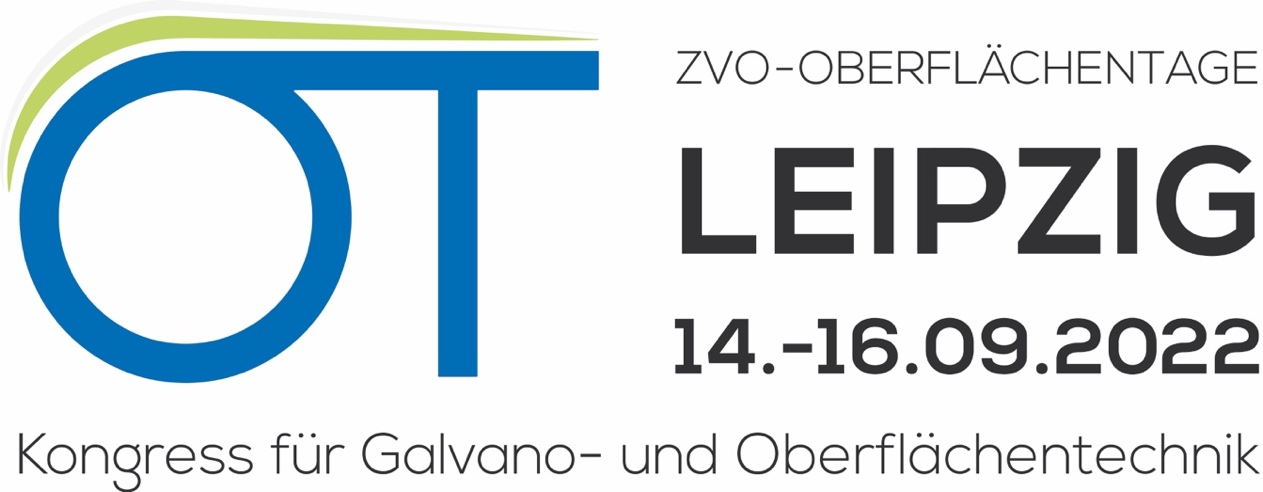 OT
ZVO-OBERFLÄCHENTAGE
LEIPZIG
14.-16.09.2022
Kongress für Galvano- und Oberflächentechnik